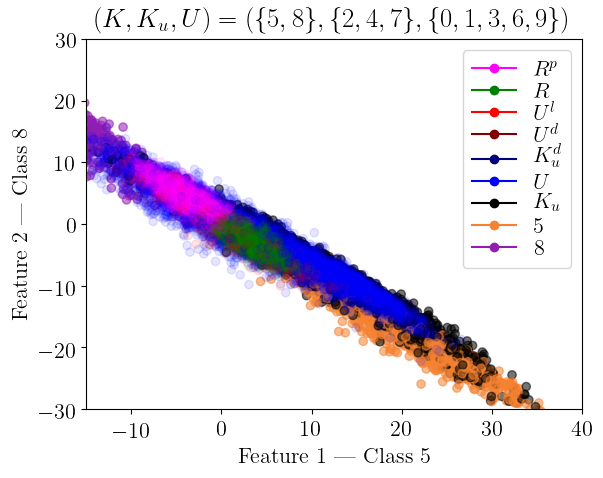 (K, K_u, U) = ({5, 8}, {2, 4, 7}, {0, 1, 3, 6, 9})
30
20
10
0
−10
−20
−30
Feature 2 — Class 8
−10
0
10
20
30
40
Feature 1 — Class 5
R^p
R
U^l
U^d
K_u^d
U
K_u
5
8